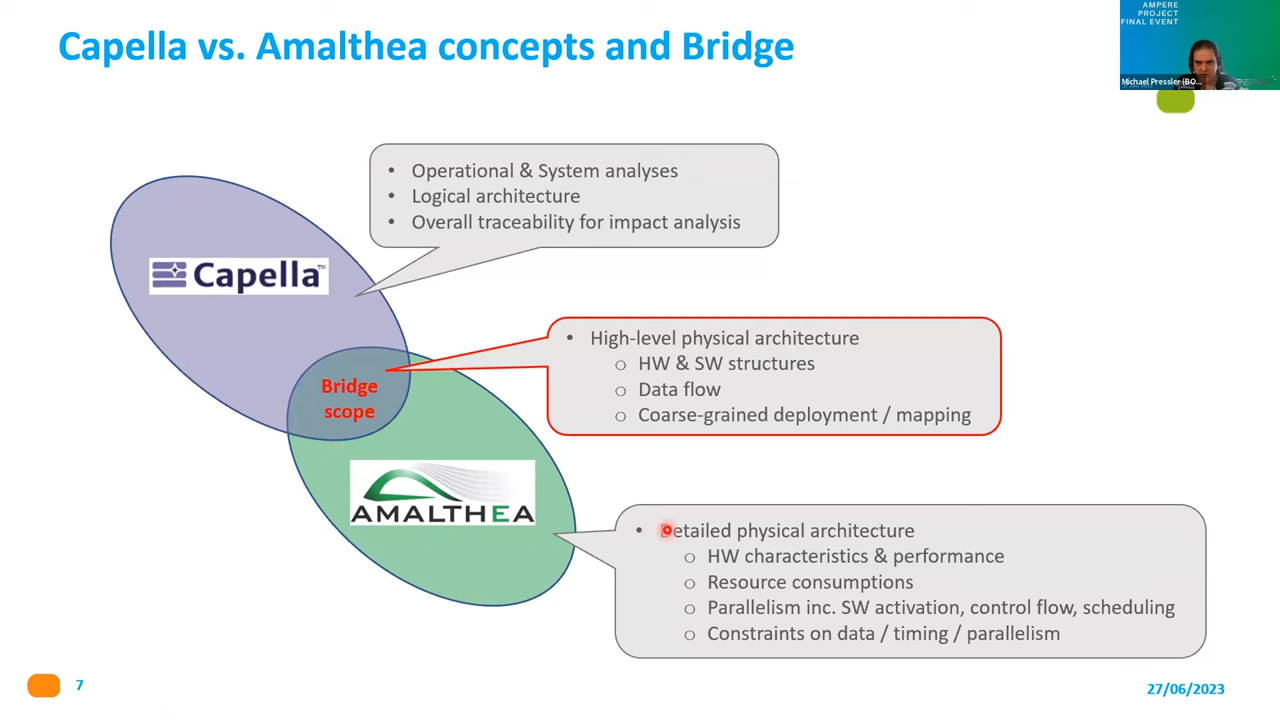 Capella vs. Amalthea concepts and Bridge
AMPERE
PROJECT
FINAL EVENT
Michael Pressler (BO...
• Operational & System analyses
• Logical architecture
• Overall traceability for impact analysis
Capella™
• High-level physical architecture
o HW & SW structures
o Data flow
o Coarse-grained deployment / mapping
Bridge
scope
AMALTHEA
• Detailed physical architecture
o HW characteristics & performance
o Resource consumptions
o Parallelism inc. SW activation, control flow, scheduling
o Constraints on data / timing / parallelism
7
27/06/2023